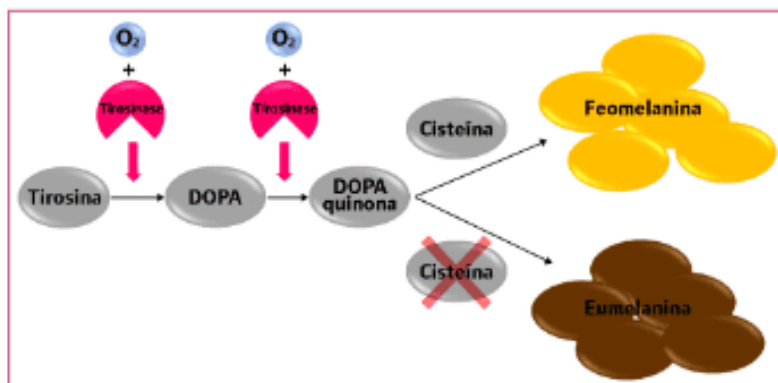 O₂
+
Tirosinase
O₂
+
Tirosinase
Tirosina
DOPA
DOPA
quinona
Cisteína
Cisteína
Feomelanina
Eumelanina